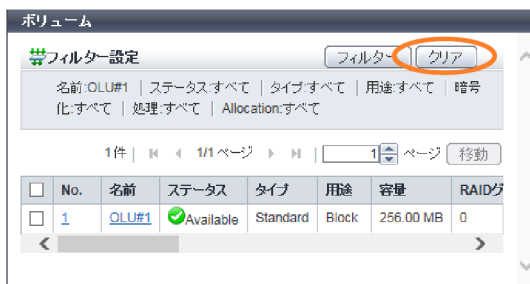 ボリューム
フィルター設定 フィルター クリア
名前:OLU#1 | ステータス:すべて | タイプ:すべて | 用途:すべて | 暗号
化:すべて | 処理:すべて | Allocation:すべて
1件 | 1/1 ページ | 1 ページ 移動
No. 名前 ステータス タイプ 用途 容量 RAIDグ
1 OLU#1 Available Standard Block 256.00 MB 0